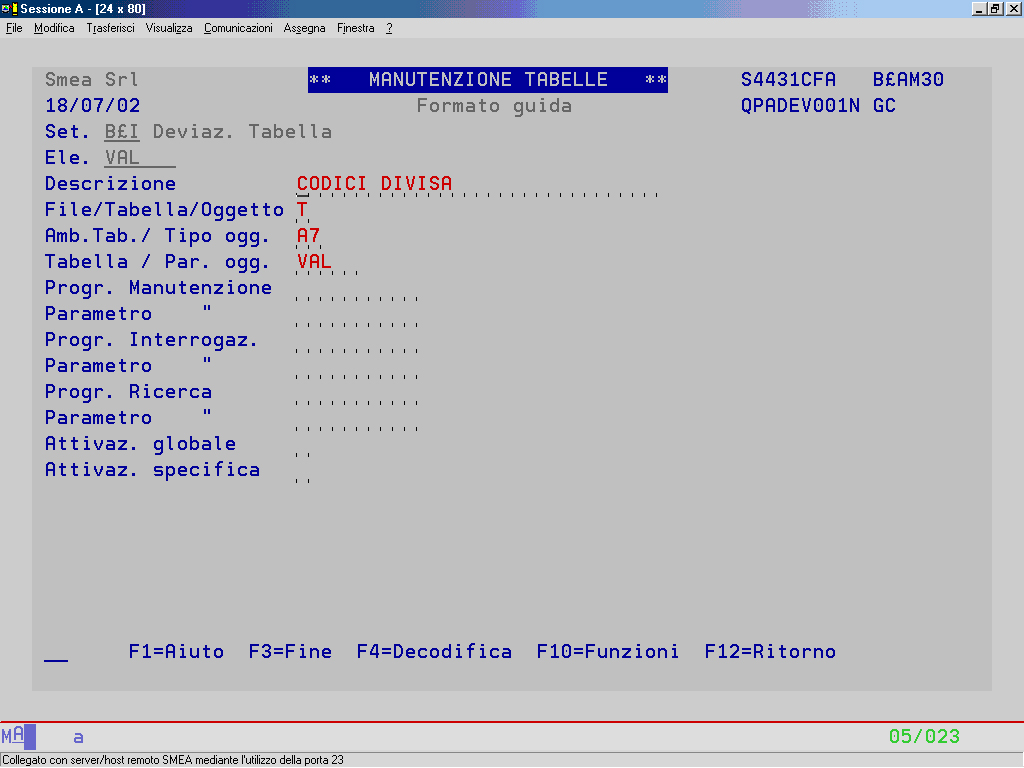 Sessione A - [24 x 80]
File Modifica Trasferisci Visualizza Comunicazioni Assegna Finestra ?
Smea Srl ** MANUTENZIONE TABELLE ** S4431CFA B£AM30
18/07/02 Formato guida QPADEV001N GC
Set. B£I Deviaz. Tabella
Ele. VAL
Descrizione CODICI DIVISA
File/Tabella/Oggetto T
Amb.Tab./ Tipo ogg. A7
Tabella / Par. ogg. VAL
Progr. Manutenzione
Parametro "
Progr. Interrogaz.
Parametro "
Progr. Ricerca
Parametro "
Attivaz. globale
Attivaz. specifica
F1=Aiuto F3=Fine F4=Decodifica F10=Funzioni F12=Ritorno
MA a 05/023
Collegato con server/host remoto SMEA mediante l'utilizzo della porta 23